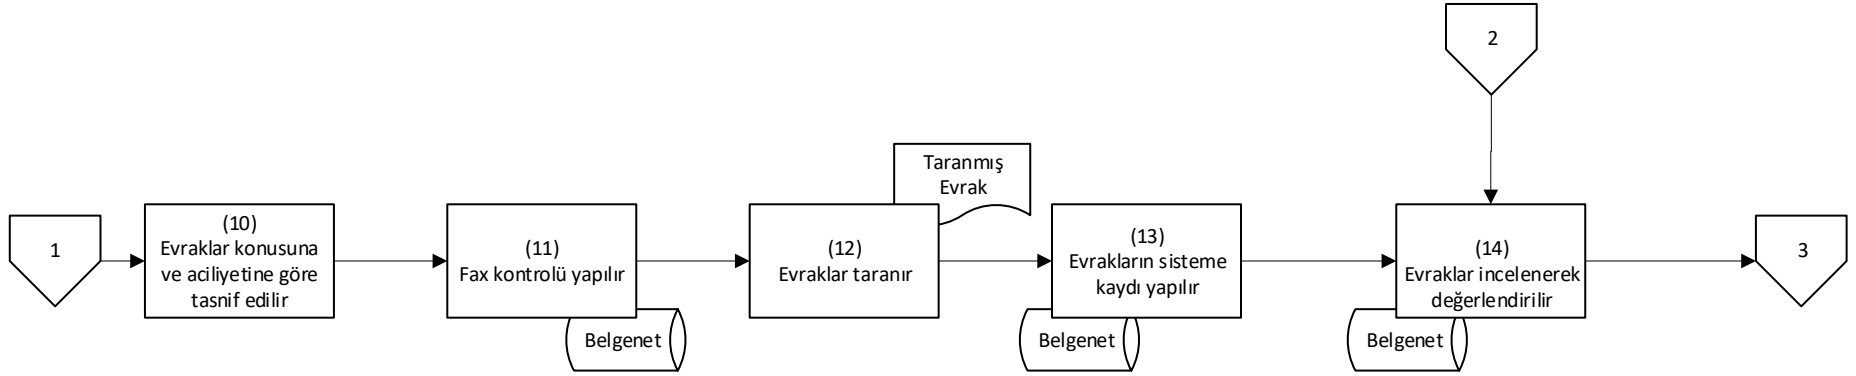 2
Taranmış
Evrak
1
(10)
Evraklar konusuna
ve aciliyetine göre
tasnif edilir
(11)
Fax kontrolü yapılır
Belgenet
(12)
Evraklar taranır
(13)
Evrakların sisteme
kaydı yapılır
Belgenet
(14)
Evraklar incelenerek
değerlendirilir
Belgenet
3